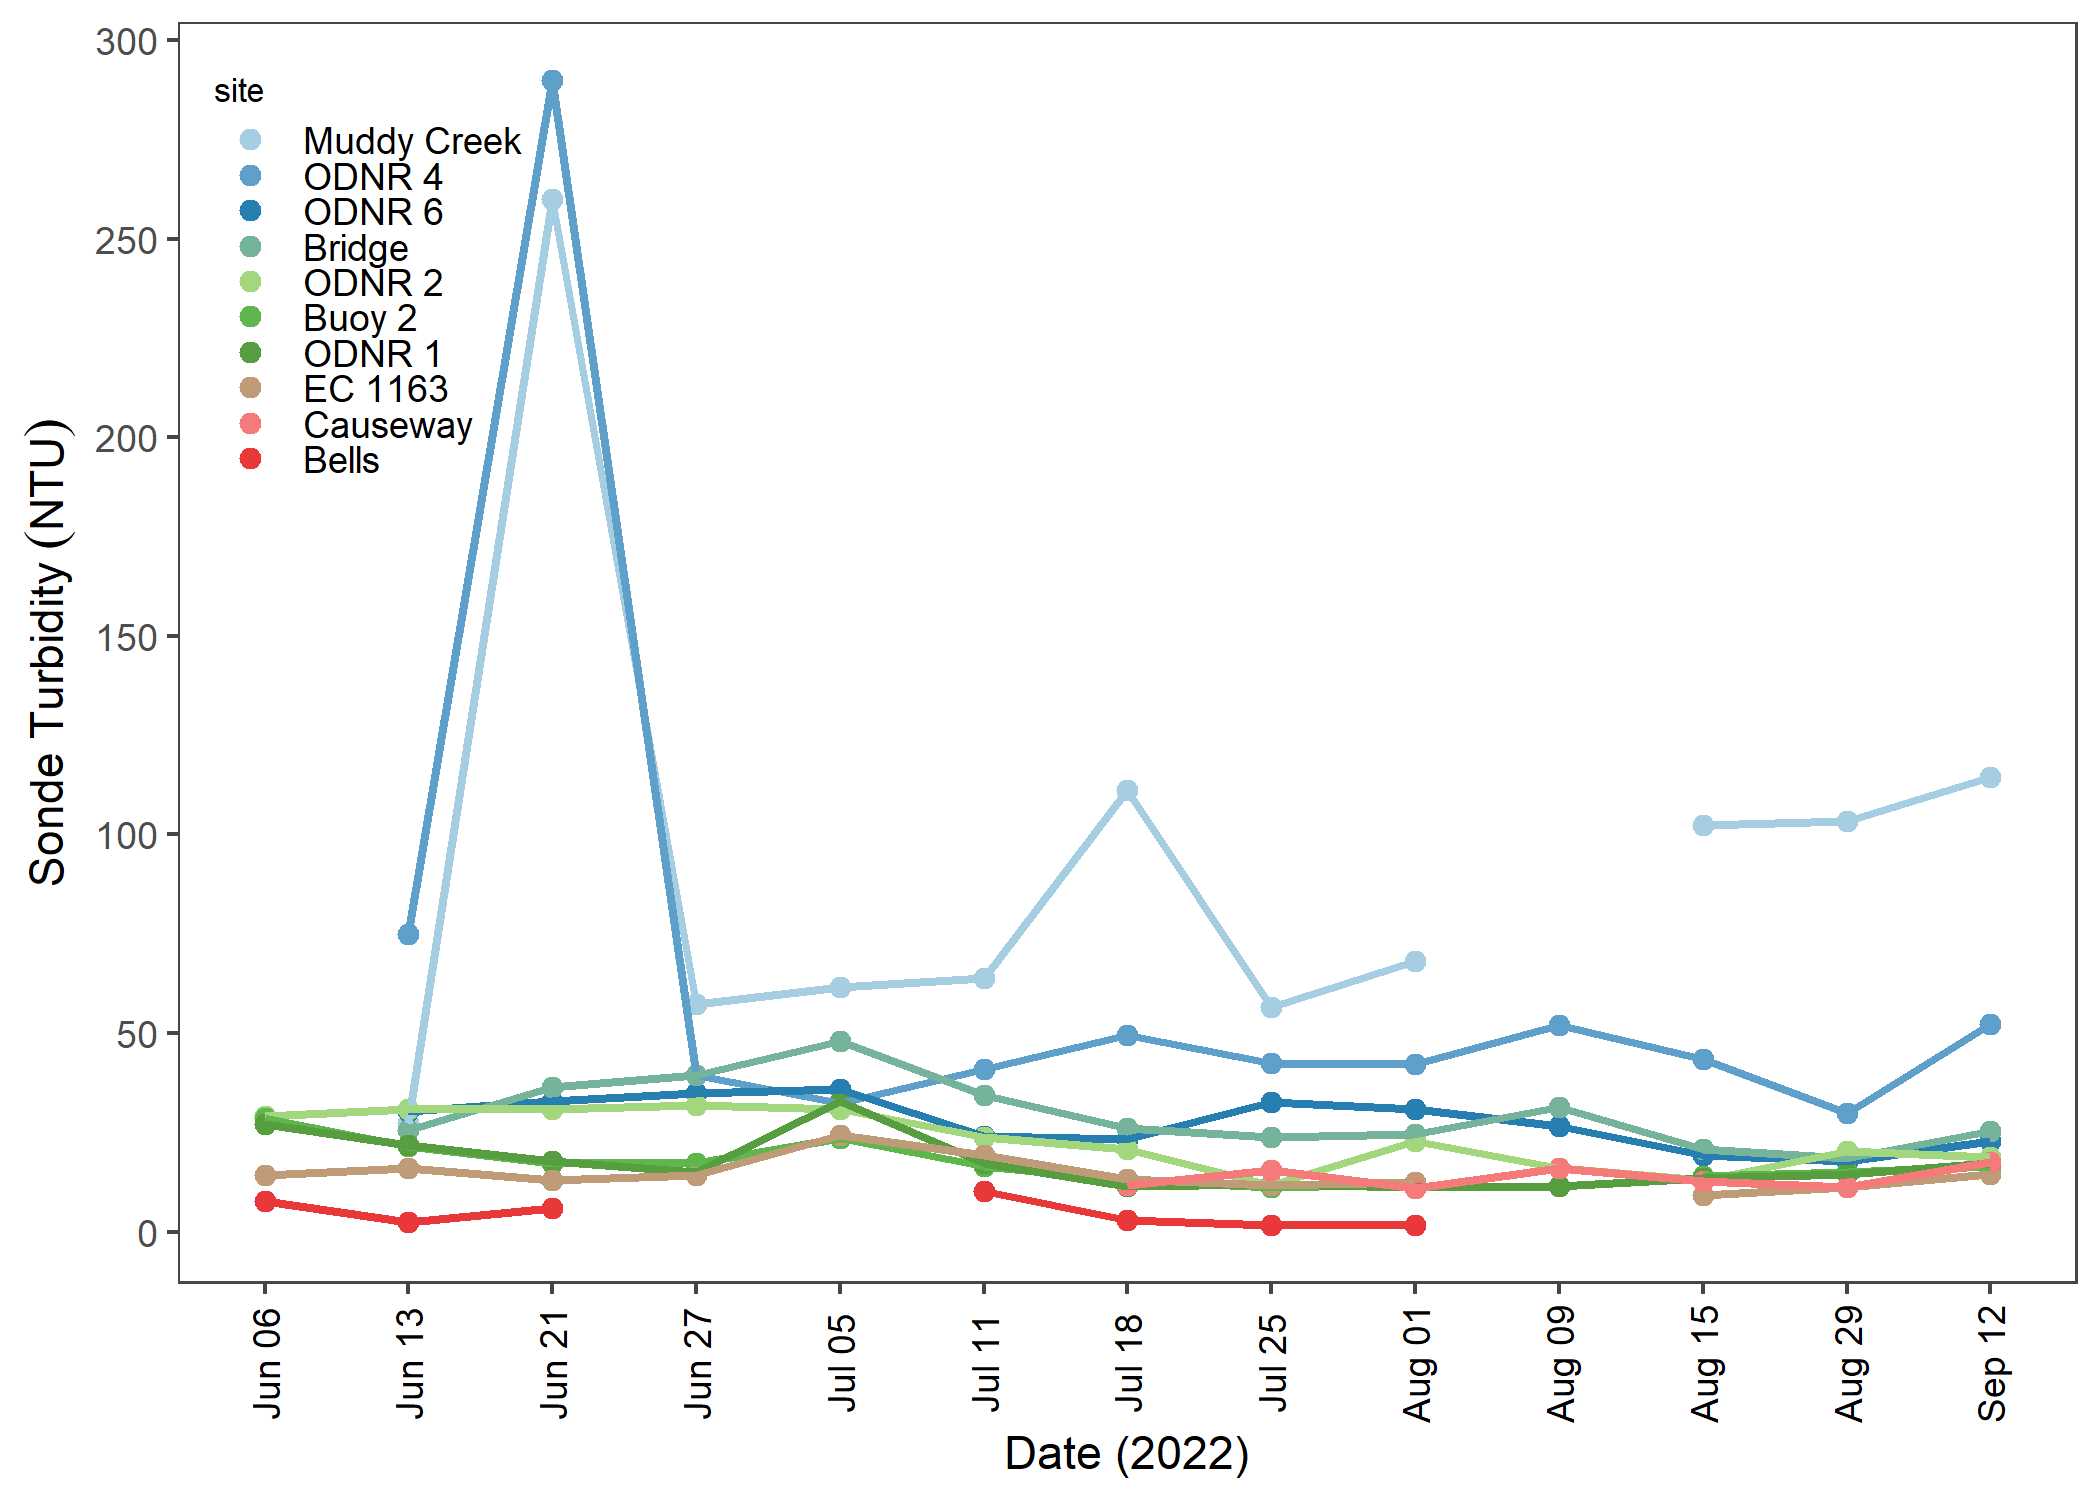 Sonde Turbidity (NTU)
300
250
200
150
100
50
0
site
Muddy Creek
ODNR 4
ODNR 6
Bridge
ODNR 2
Buoy 2
ODNR 1
EC 1163
Causeway
Bells
Jun 06
Jun 13
Jun 21
Jun 27
Jul 05
Jul 11
Jul 18
Jul 25
Aug 01
Aug 09
Aug 15
Aug 29
Sep 12
Date (2022)